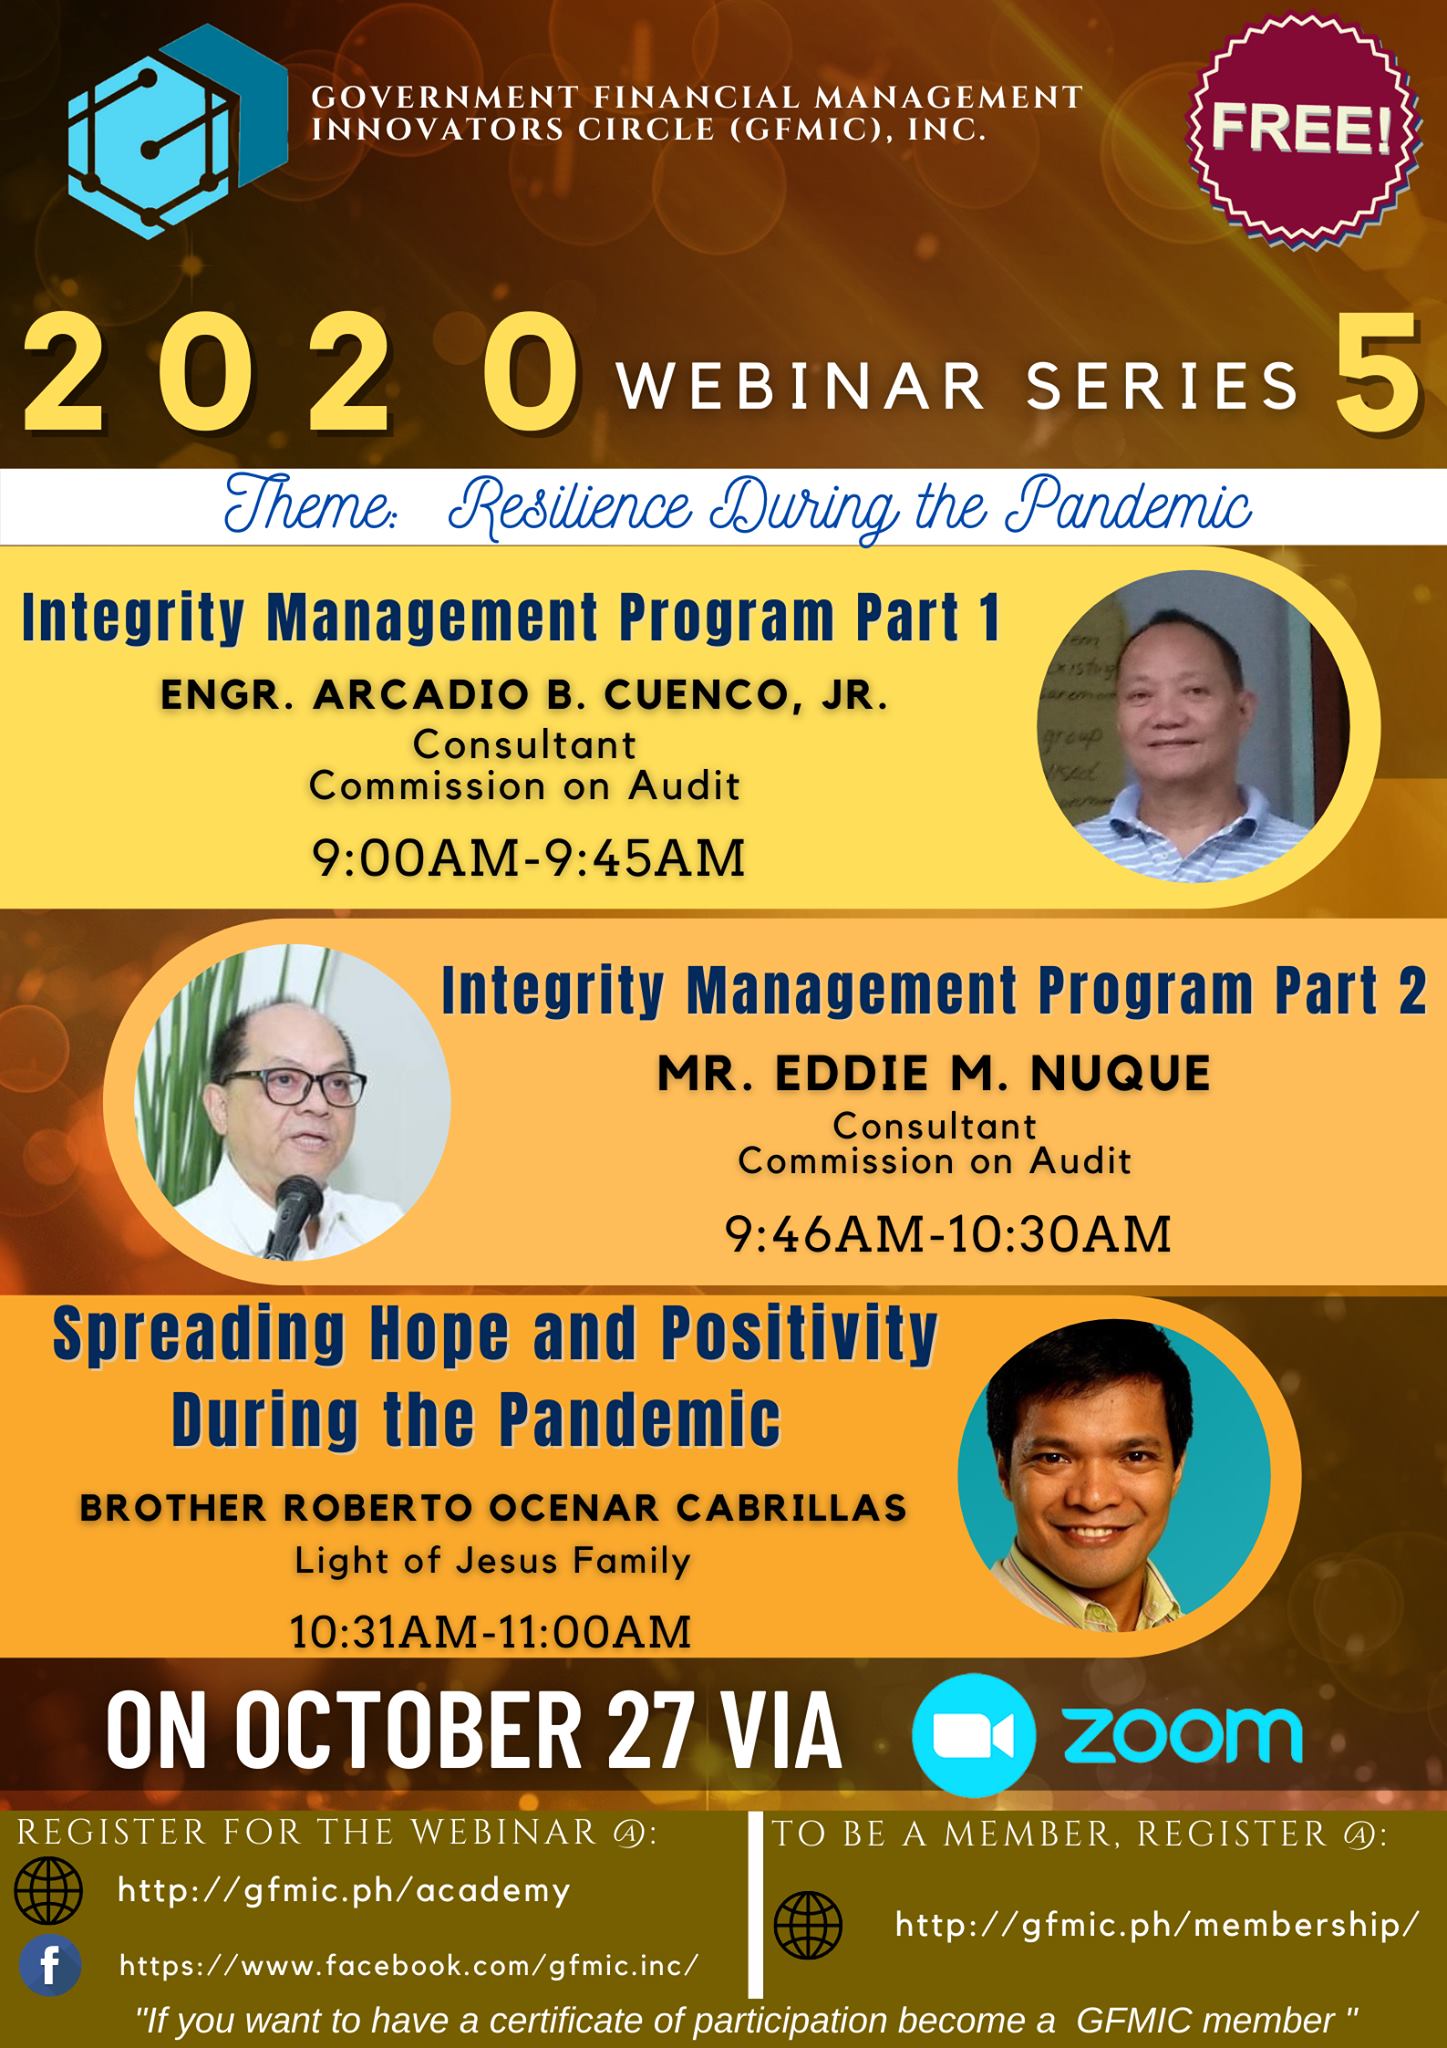 GOVERNMENT FINANCIAL MANAGEMENT
INNOVATORS CIRCLE (GFMIC), INC.
FREE!
2020 WEBINAR SERIES 5
Theme: Resilience During the Pandemic
Integrity Management Program Part 1
ENGR. ARCADIO B. CUENCO, JR.
Consultant
Commission on Audit
9:00AM-9:45AM
em
existing
group
used
Integrity Management Program Part 2
MR. EDDIE M. NUQUE
Consultant
Commission on Audit
9:46AM-10:30AM
Spreading Hope and Positivity
During the Pandemic
BROTHER ROBERTO OCENAR CABRILLAS
Light of Jesus Family
10:31AM-11:00AM
ON OCTOBER 27 VIA zoom
REGISTER FOR THE WEBINAR @:
http://gfmic.ph/academy
https://www.facebook.com/gfmic.inc/
TO BE A MEMBER, REGISTER @:
http://gfmic.ph/membership/
"If you want to have a certificate of participation become a GFMIC member "